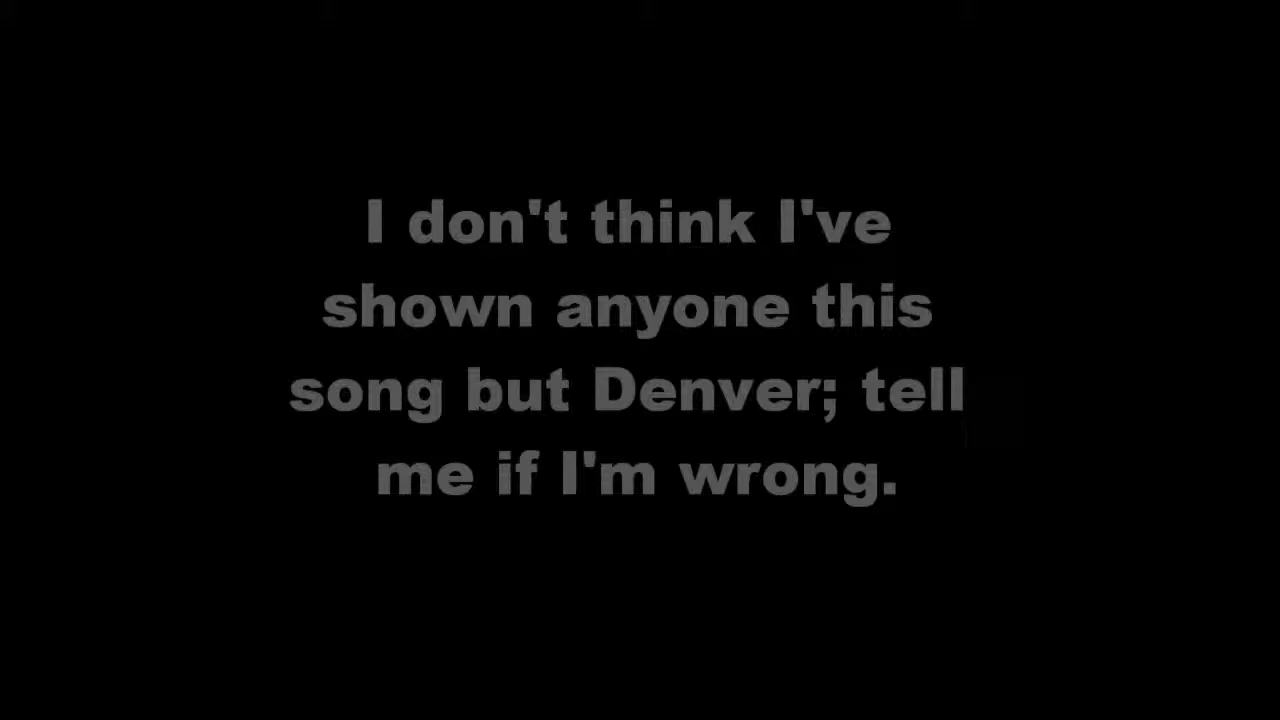 I don't think I've
shown anyone this
song but Denver; tell
me if I'm wrong.